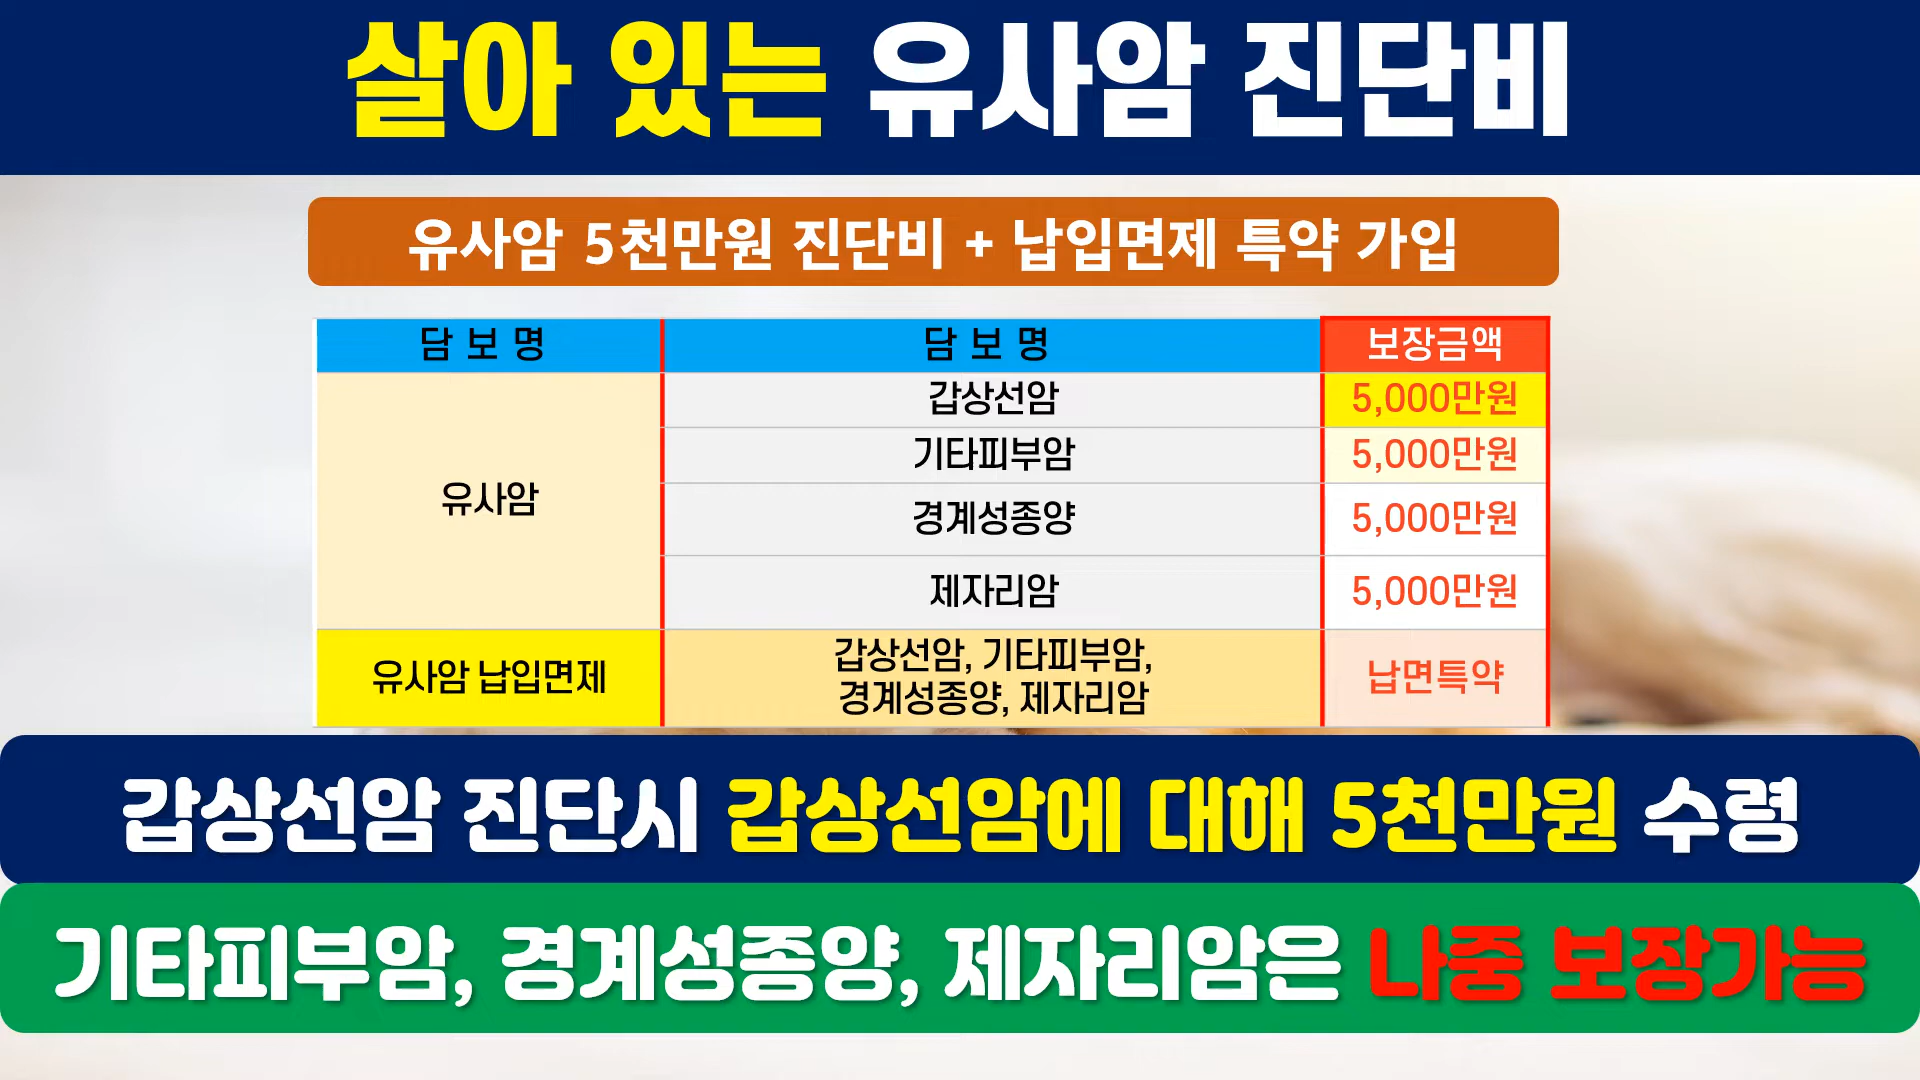 살아 있는 유사암 진단비
유사암 5천만원 진단비 + 납입면제 특약 가입
담 보 명 담 보 명 보장금액
갑상선암 5,000만원
기타피부암 5,000만원
유사암
경계성종양 5,000만원
제자리암 5,000만원
유사암 납입면제
갑상선암, 기타피부암,
경계성종양, 제자리암
납면특약
갑상선암 진단시 갑상선암에 대해 5천만원 수령
기타피부암, 경계성종양, 제자리암은 나중 보장가능